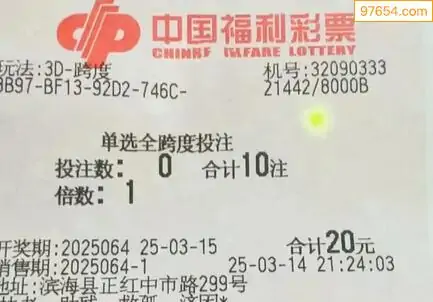 97654.com
中国福利彩票
CHINRF IMFARE LOTTERY
玩法:3D-跨度
机号:32090333
9B97-BF13-92D2-746C-
21442/8000B
单选全跨度投注
投注数: 0 合计10注
倍数: 1
开奖期:2025064 25-03-15 合计20元
销售期:2025064-1 25-03-14 21:24:03
地址:滨海县正红中市路299号